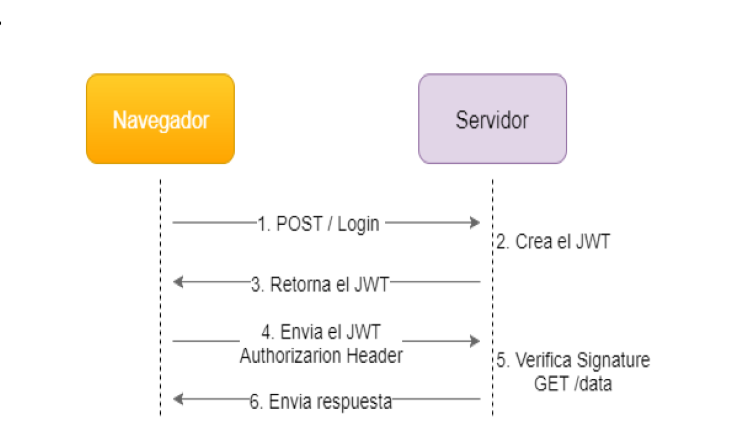 Navegador
Servidor
1. POST / Login
2. Crea el JWT
3. Retorna el JWT
4. Envia el JWT
Authorizarion Header
5. Verifica Signature
GET /data
6. Envia respuesta